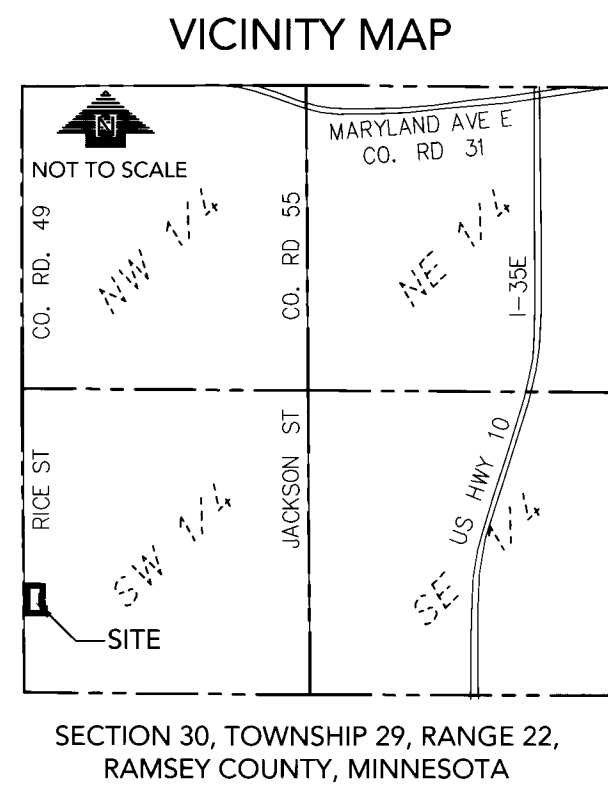 VICINITY MAP
[N]
NOT TO SCALE
MARYLAND AVE E
CO. RD 31
CO. RD. 49
NW 1/4
CO. RD 55
NE 1/4
I-35E
RICE ST
SW 1/4
JACKSON ST
US HWY 10
SE 1/4
SITE
SECTION 30, TOWNSHIP 29, RANGE 22,
RAMSEY COUNTY, MINNESOTA